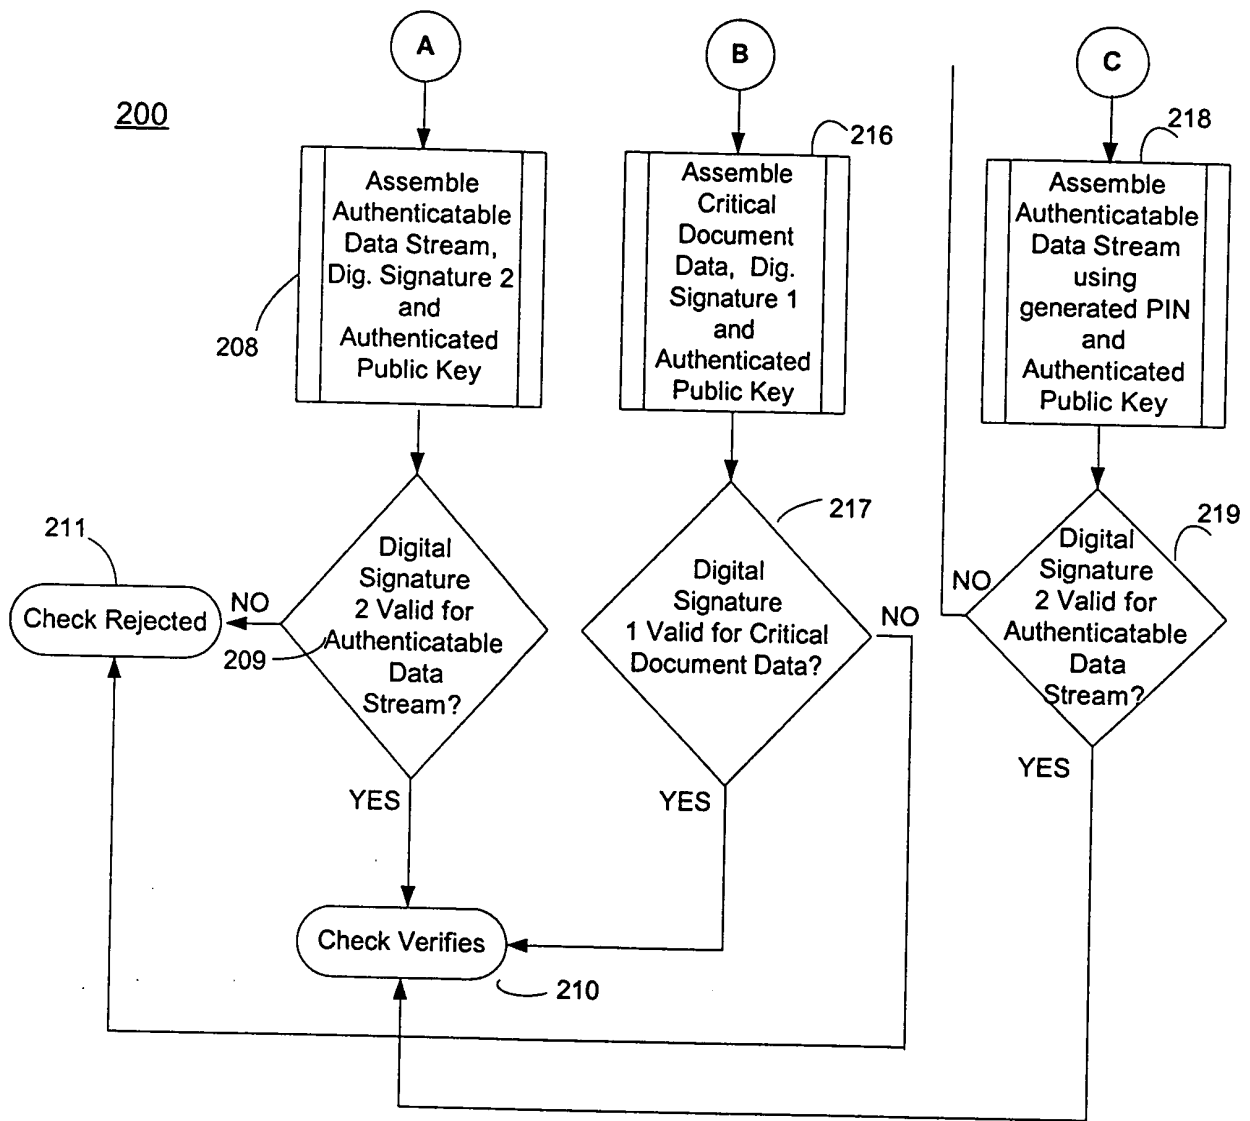 A
B
C
200
216
218
Assemble
Authenticatable
Data Stream,
Dig. Signature 2
and
Authenticated
Public Key
208
Assemble
Critical
Document
Data, Dig.
Signature 1
and
Authenticated
Public Key
Assemble
Authenticatable
Data Stream
using
generated PIN
and
Authenticated
Public Key
211
Check Rejected
NO
Digital
Signature
2 Valid for
Authenticatable
Data
Stream?
209
YES
217
Digital
Signature
1 Valid for Critical
Document Data?
NO
YES
219
NO
Digital
Signature
2 Valid for
Authenticatable
Data
Stream?
YES
Check Verifies
210